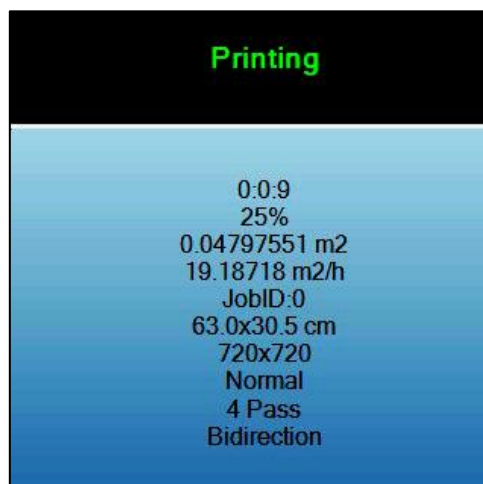 Printing
0:0:9
25%
0.04797551 m2
19.18718 m2/h
JobID:0
63.0x30.5 cm
720x720
Normal
4 Pass
Bidirection